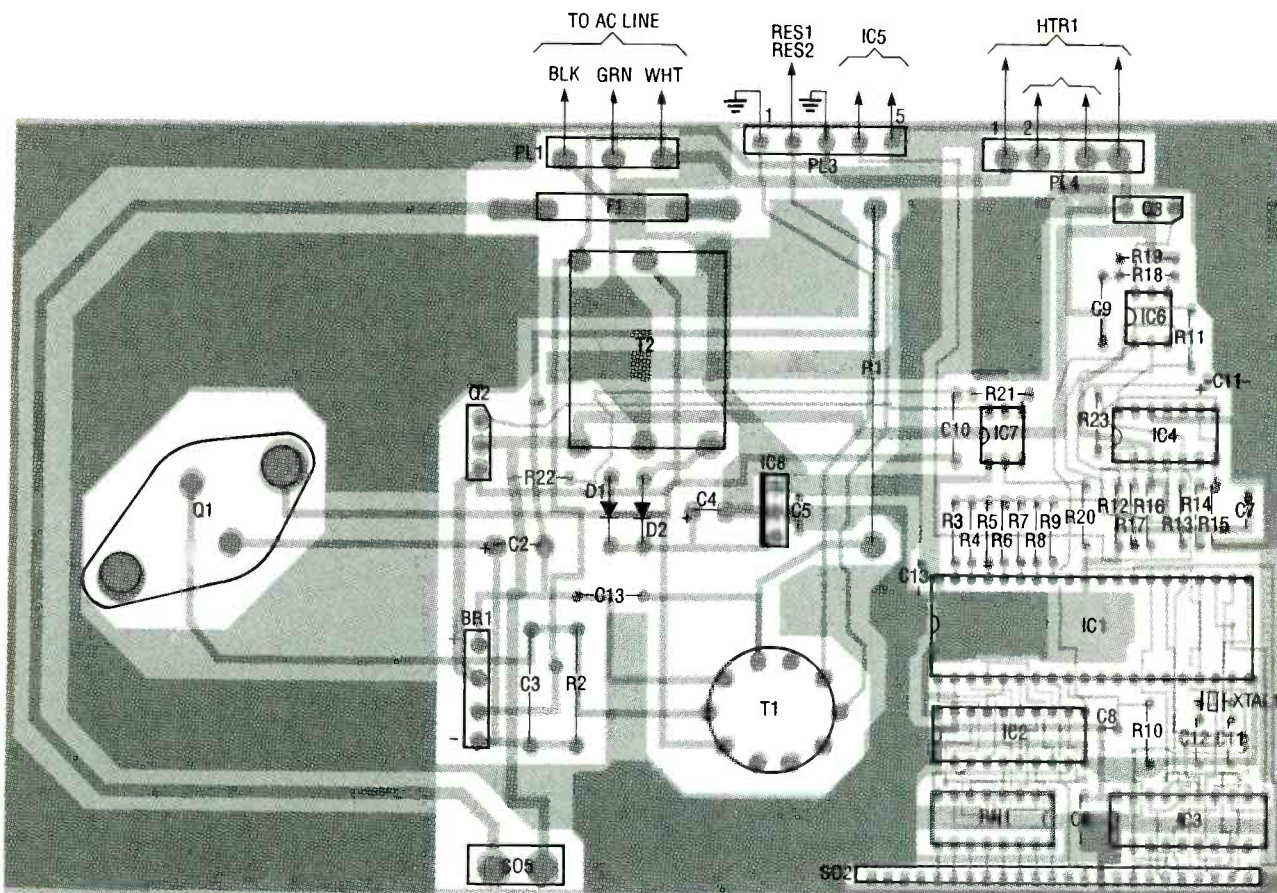 TO AC LINE
BLK GRN WHT
RES1
RES2
IC5
HTR1
1
5
1 2
PL1
PL3
PL4
F1
Q3
R19
R18
C9
IC6
R11
T2
R1
Q2
C11
R21
C10
IC7
R23
IC4
Q1
R22
D1
D2
C4
IC8
C5
C2
R3 R5 R7 R9 R20 R12 R16 R14
R4 R6 R8 R17 R13 R15
C7
C13
C13
BR1
+
-
C3
R2
T1
IC1
XTAL
IC2
C8
R10
C12
C11
RN1
IC3
SO5
SO2